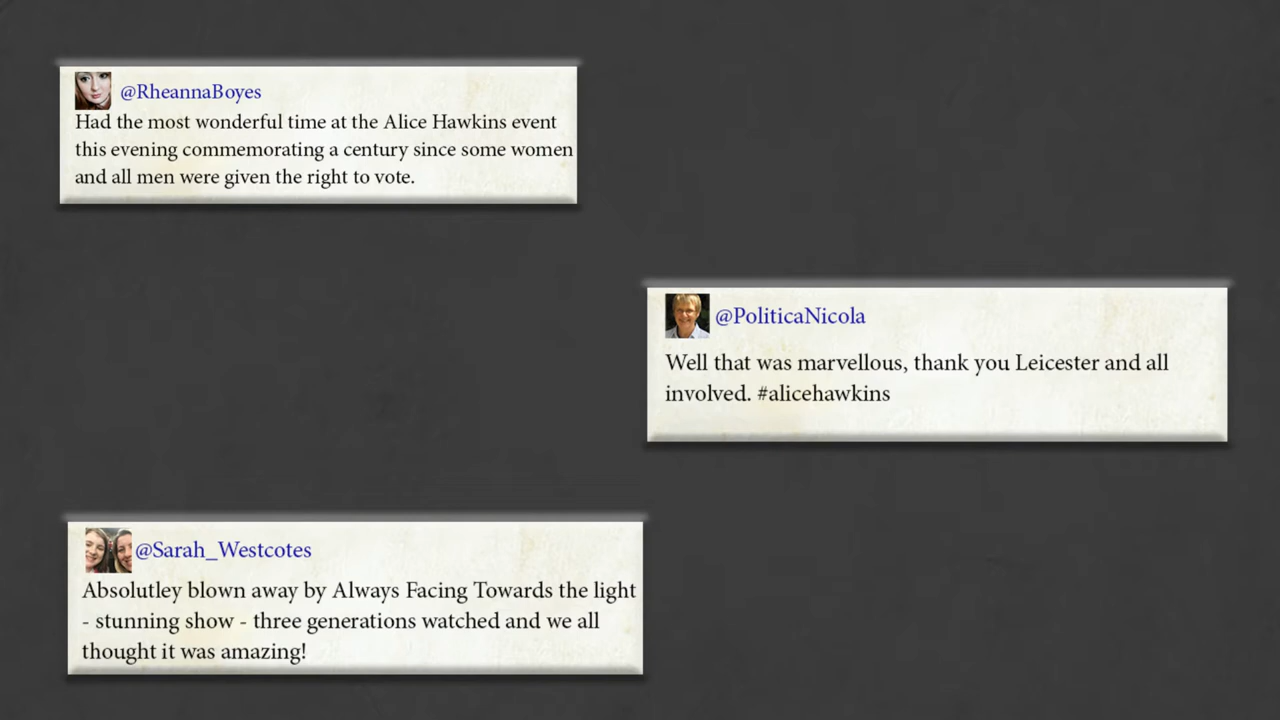 @RheannaBoyes
Had the most wonderful time at the Alice Hawkins event
this evening commemorating a century since some women
and all men were given the right to vote.
@PoliticaNicola
Well that was marvellous, thank you Leicester and all
involved. #alicehawkins
@Sarah_Westcotes
Absolutley blown away by Always Facing Towards the light
- stunning show - three generations watched and we all
thought it was amazing!